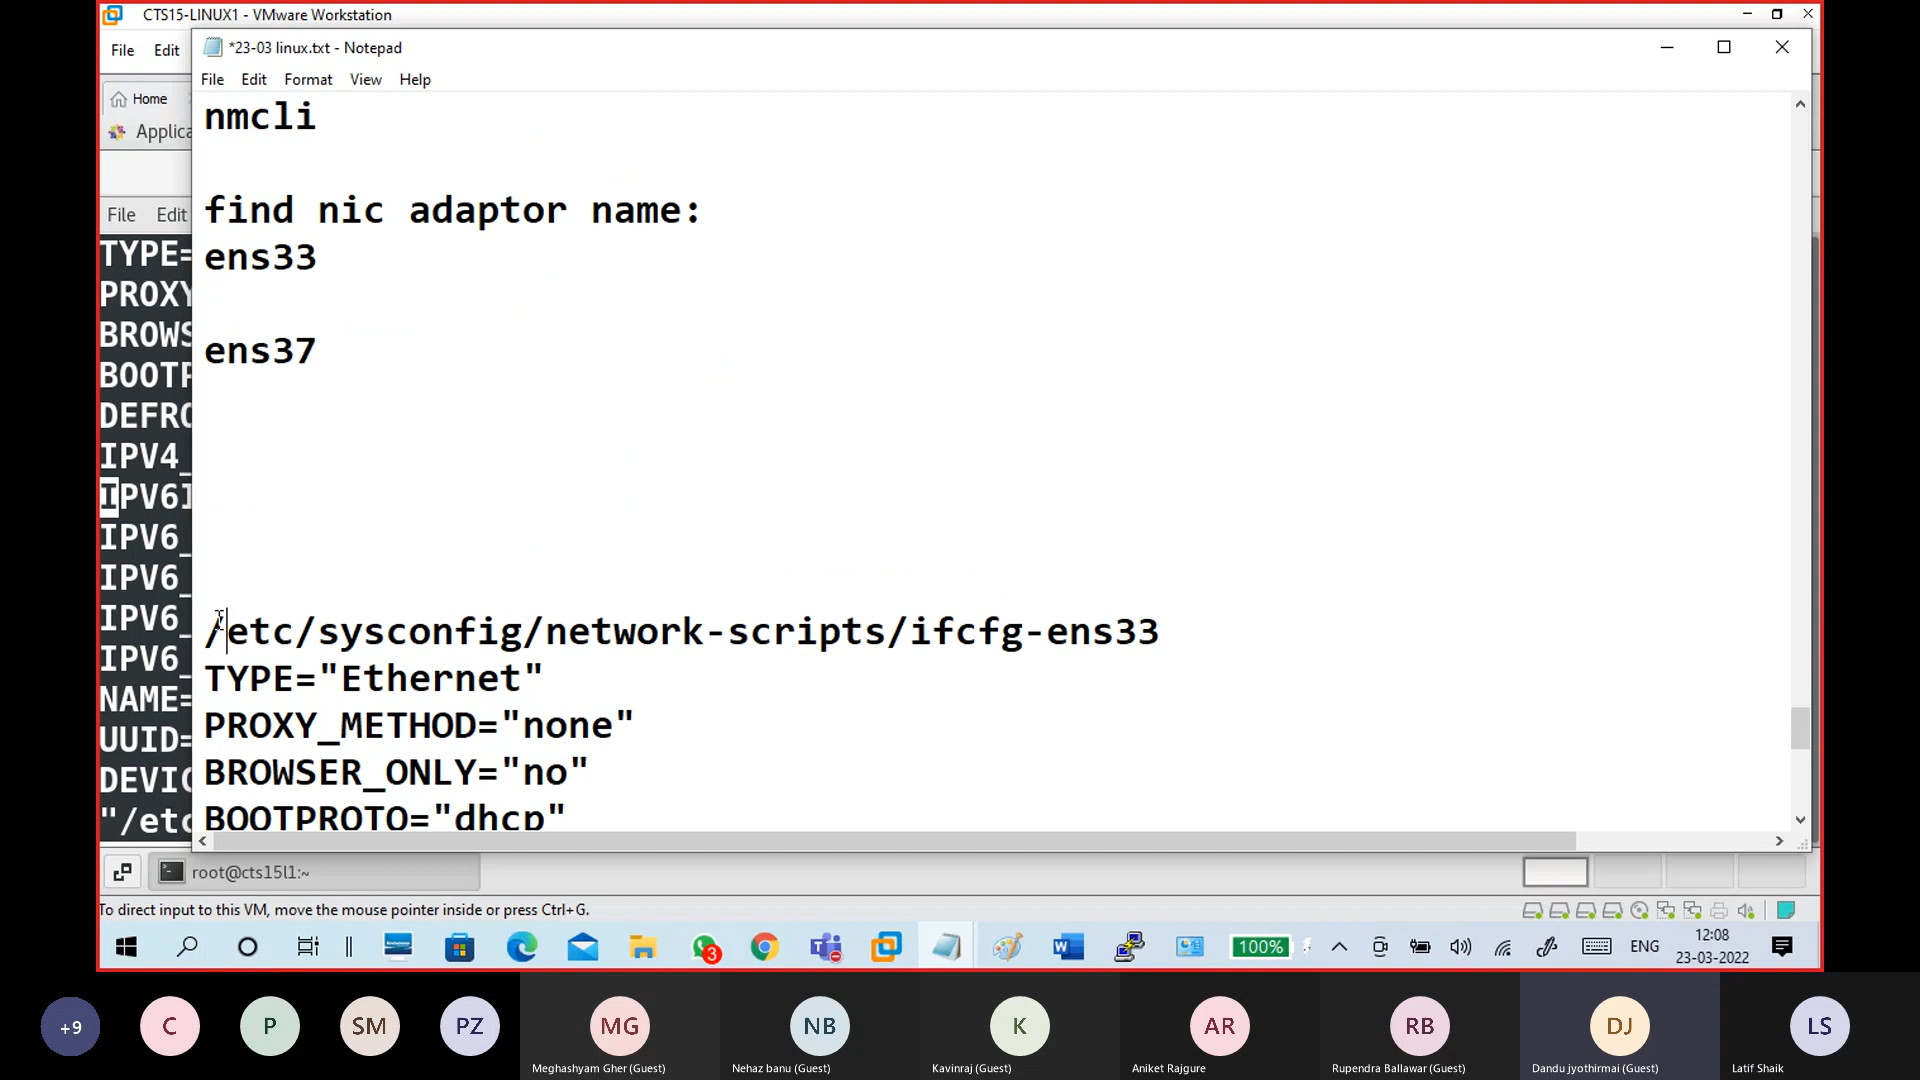 CTS15-LINUX1 - VMware Workstation
File Edit
*23-03 linux.txt - Notepad
File Edit Format View Help
Home
Applica
File Edit
nmcli
find nic adaptor name:
ens33
ens37
/etc/sysconfig/network-scripts/ifcfg-ens33
TYPE="Ethernet"
PROXY_METHOD="none"
BROWSER_ONLY="no"
BOOTPROTO="dhcp"
TYPE=
PROXY
BROWS
BOOTP
DEFRO
IPV4_
IPV6I
IPV6_
IPV6_
IPV6_
IPV6_
NAME=
UUID=
DEVIC
"/etc
root@cts15l1:~
To direct input to this VM, move the mouse pointer inside or press Ctrl+G.
3
100%
ENG
12:08
23-03-2022
+9 C P SM PZ MG NB K AR RB DJ LS
Meghashyam Gher (Guest) Nehaz banu (Guest) Kavinraj (Guest) Aniket Rajgure Rupendra Ballawar (Guest) Dandu jyothirmai (Guest) Latif Shaik